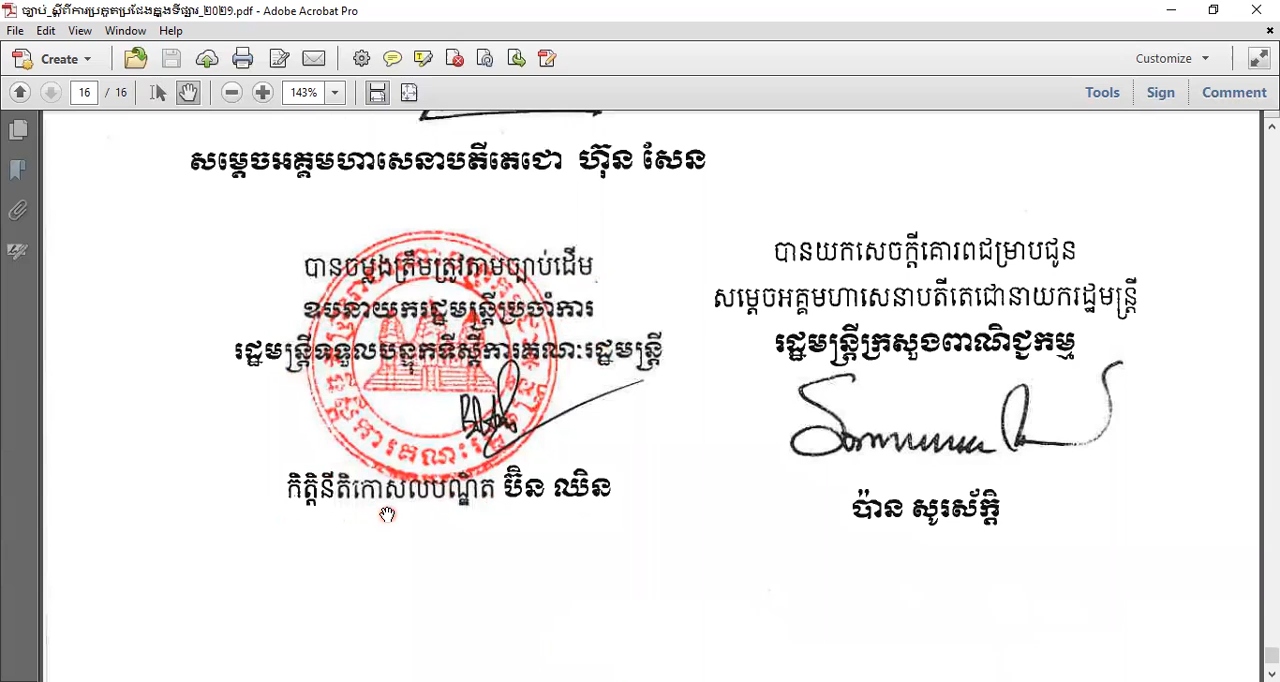 ច្បាប់_ស្តីពីការប្រកួតប្រជែងក្នុងទីផ្សារ_២០២១.pdf - Adobe Acrobat Pro
File Edit View Window Help
Create Customize
16 / 16 143% Tools Sign Comment
សម្តេចអគ្គមហាសេនាបតីតេជោ ហ៊ុន សែន
បានចម្លងត្រឹមត្រូវតាមច្បាប់ដើម
ឧបនាយករដ្ឋមន្ត្រីប្រចាំការ
រដ្ឋមន្ត្រីទទួលបន្ទុកទីស្តីការគណៈរដ្ឋមន្ត្រី
កិត្តិនីតិកោសលបណ្ឌិត ប៊ិន ឈិន
បានយកសេចក្តីគោរពជម្រាបជូន
សម្តេចអគ្គមហាសេនាបតីតេជោនាយករដ្ឋមន្ត្រី
រដ្ឋមន្ត្រីក្រសួងពាណិជ្ជកម្ម
ប៉ាន សូរស័ក្តិ